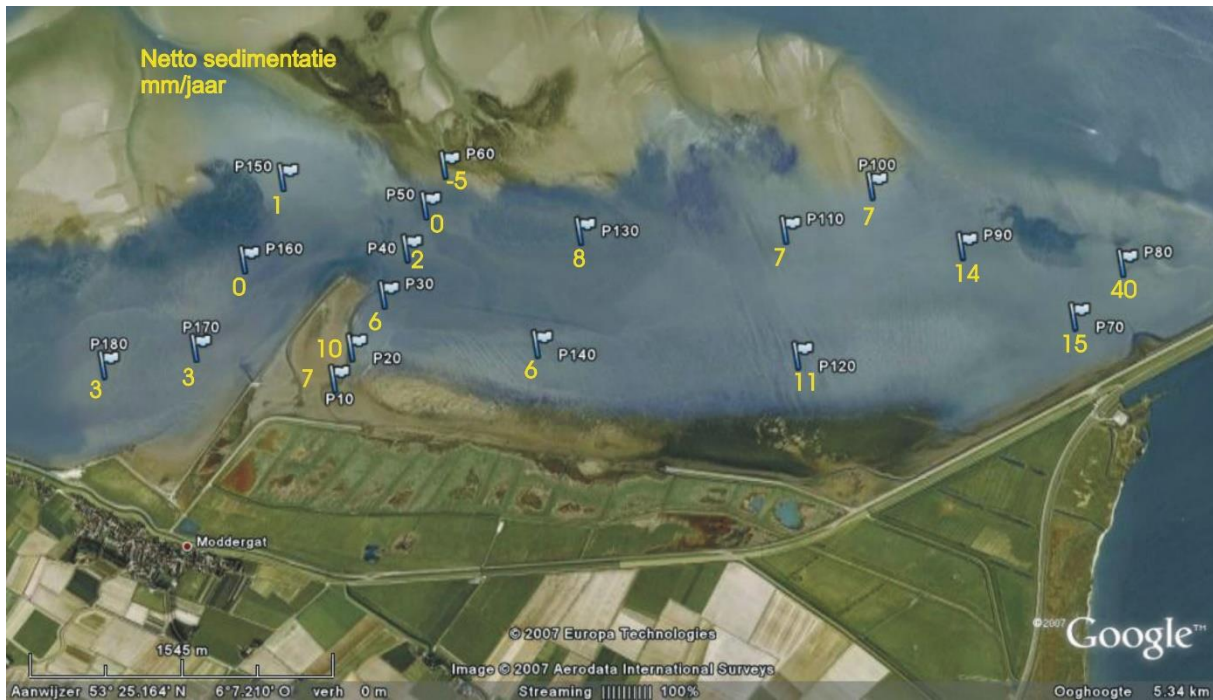 Netto sedimentatie
mm/jaar
P150
1
P60
-5
P50
0
P100
7
P160
0
P40
2
P130
8
P110
7
P90
14
P80
40
P30
6
P70
15
P180
3
P170
3
10
P20
7
P10
P140
6
P120
11
Moddergat
©2007 Google™
© 2007 Europa Technologies
1545 m
Image © 2007 Aerodata International Surveys
Aanwijzer 53° 25.164' N 6°7.210' O verh 0 m Streaming |||||||||| 100% Ooghoogte 5.34 km